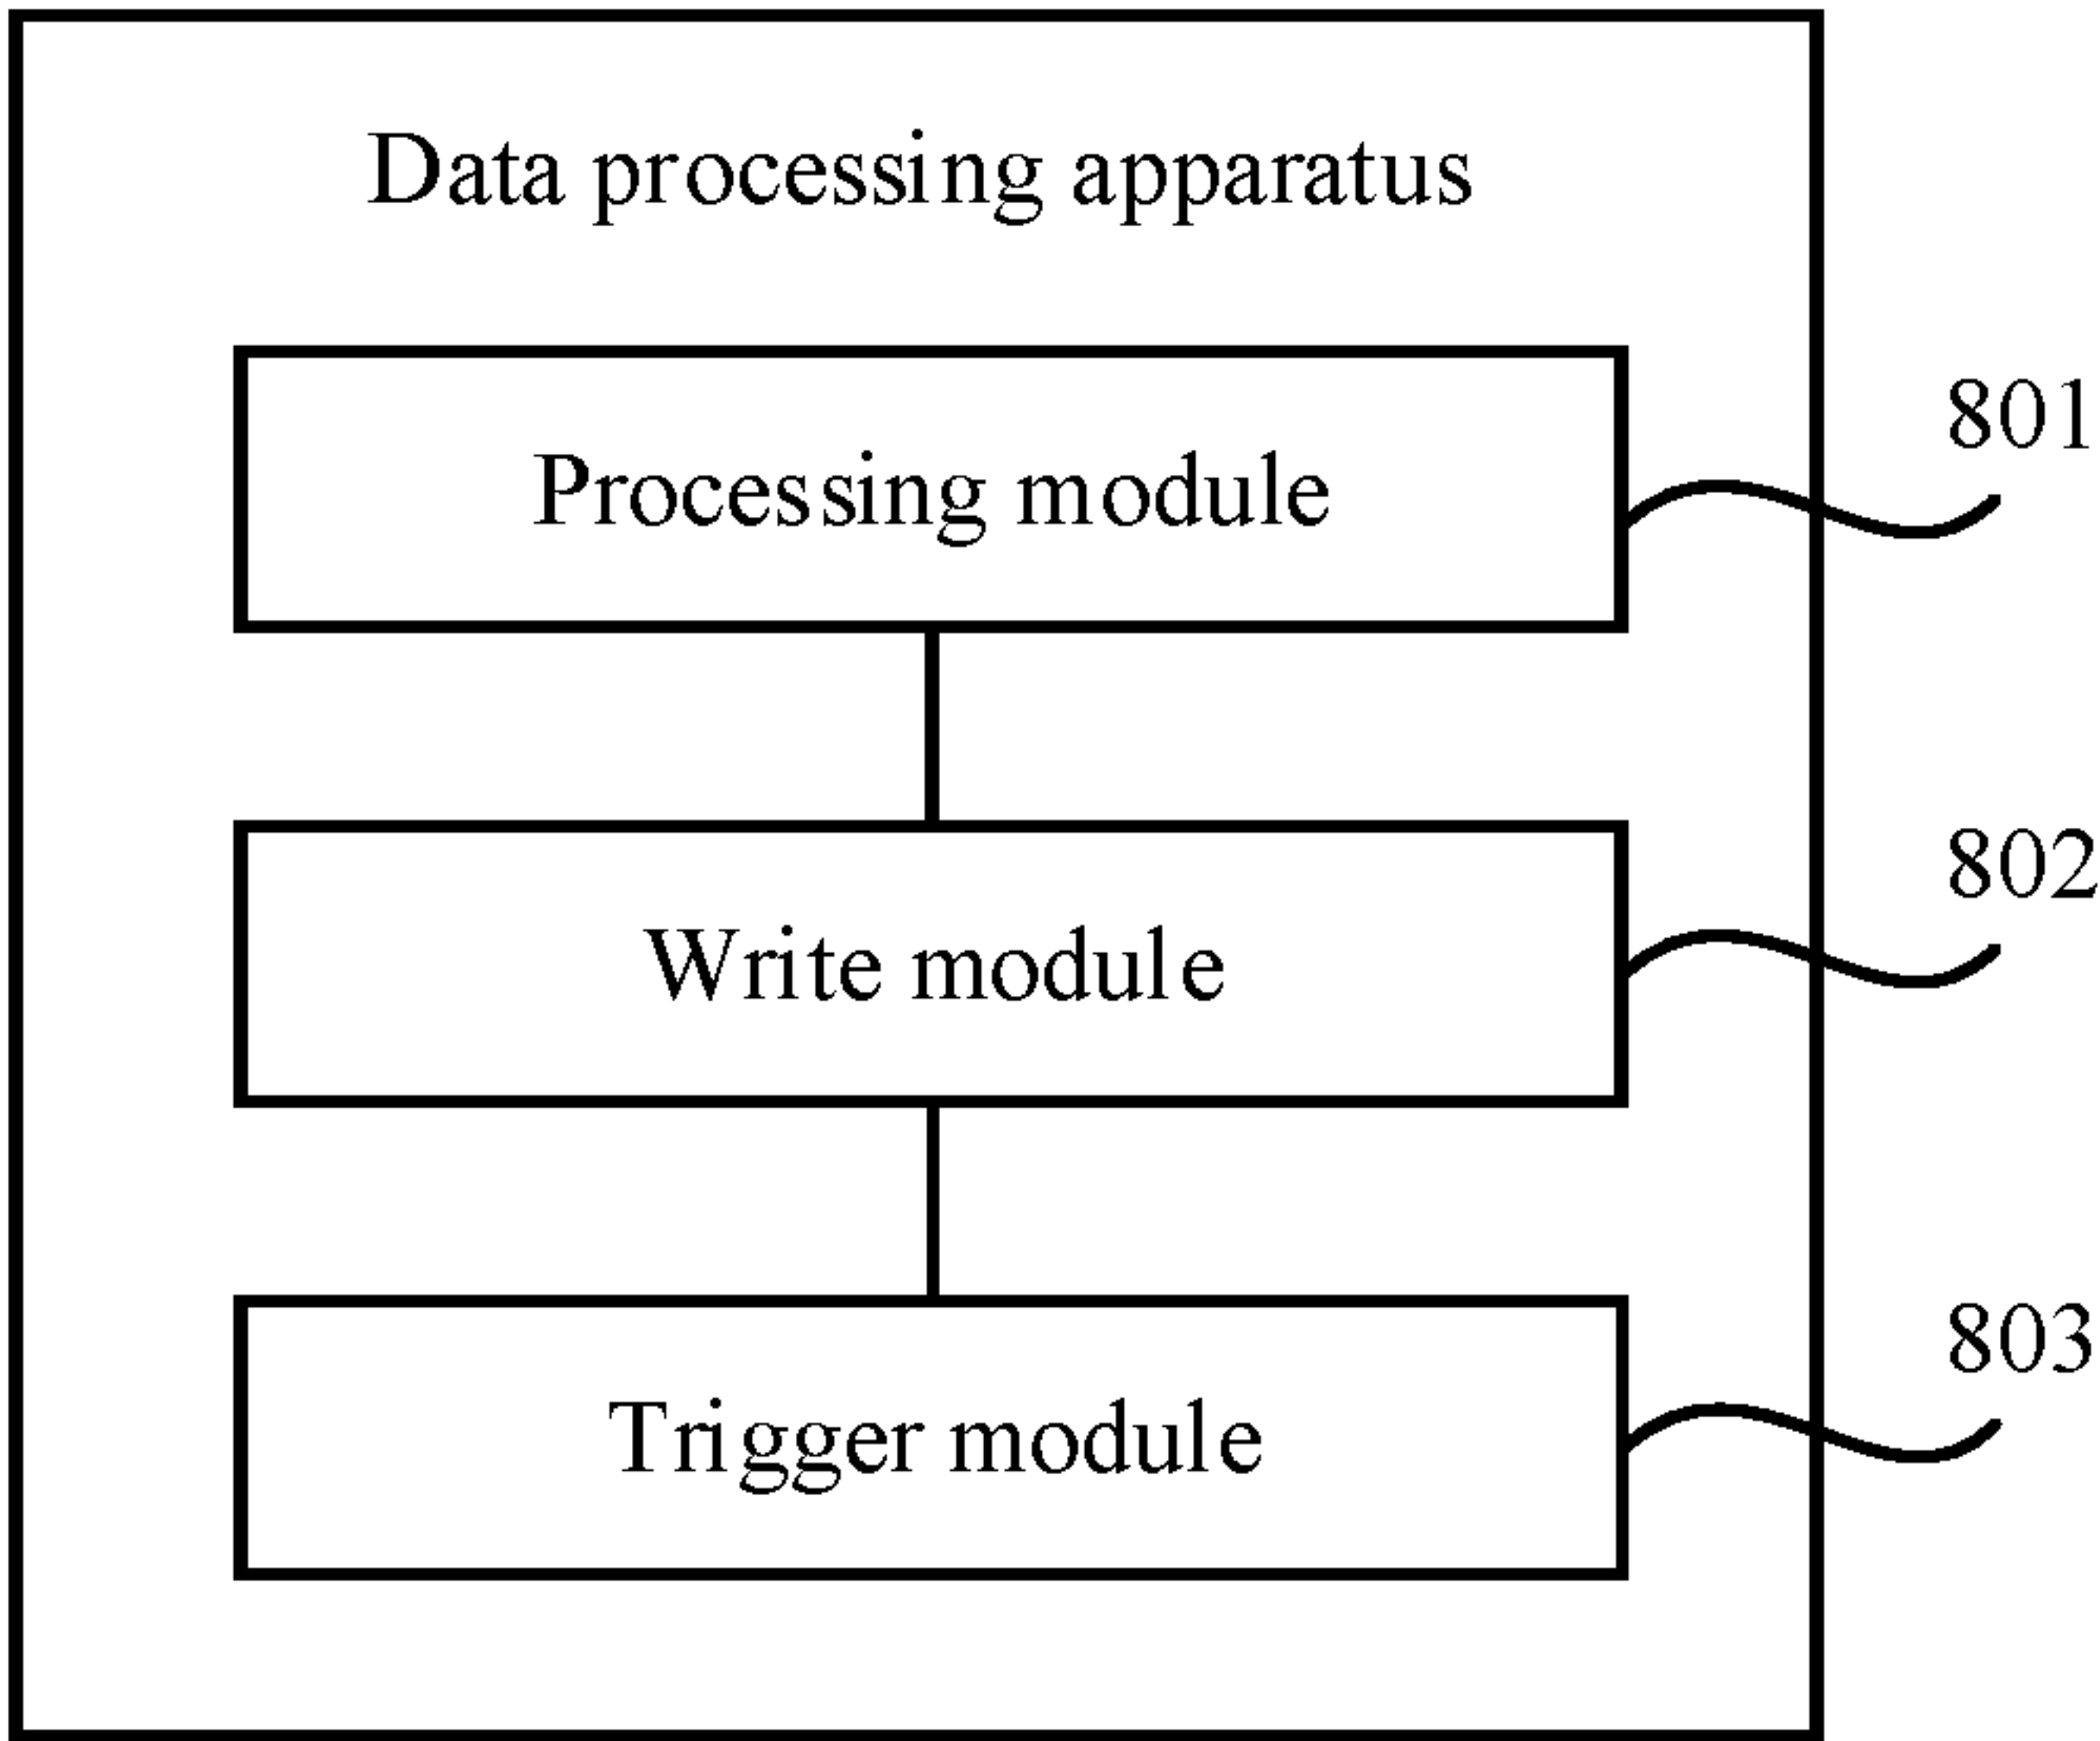 Data processing apparatus
801
Processing module
802
Write module
803
Trigger module